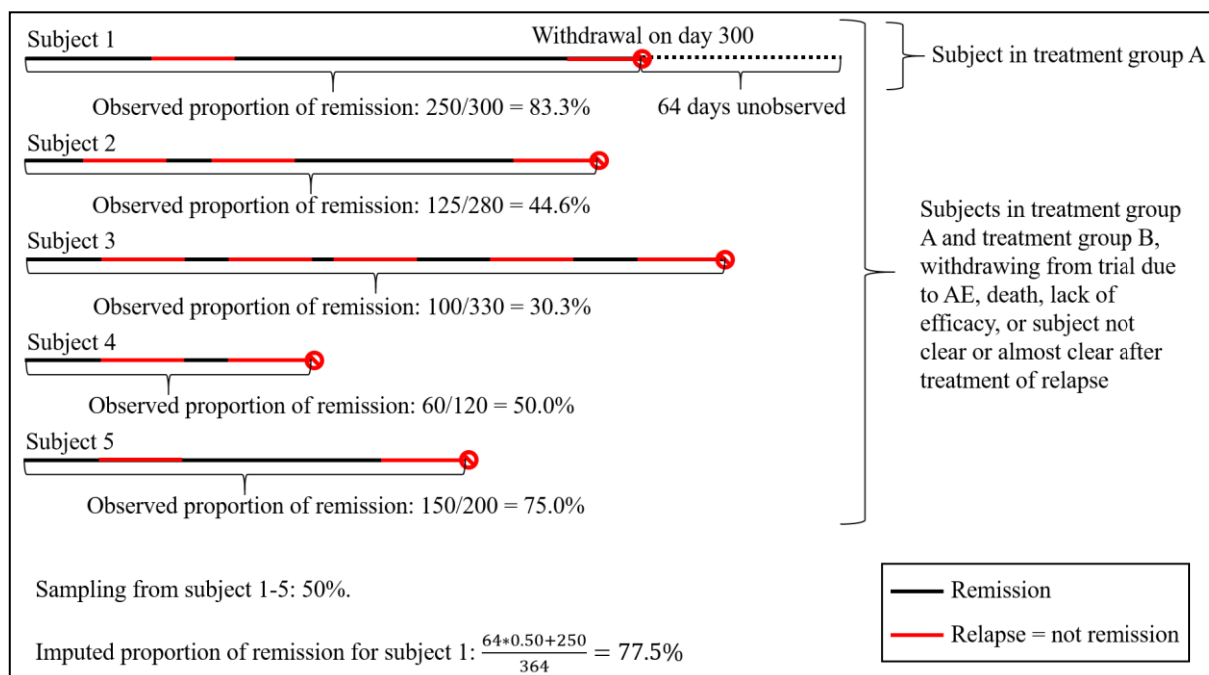 Subject 1
Withdrawal on day 300
Subject in treatment group A
Observed proportion of remission: 250/300 = 83.3%
64 days unobserved
Subject 2
Observed proportion of remission: 125/280 = 44.6%
Subject 3
Observed proportion of remission: 100/330 = 30.3%
Subject 4
Observed proportion of remission: 60/120 = 50.0%
Subject 5
Observed proportion of remission: 150/200 = 75.0%
Subjects in treatment group
A and treatment group B,
withdrawing from trial due
to AE, death, lack of
efficacy, or subject not
clear or almost clear after
treatment of relapse
Sampling from subject 1-5: 50%.
Imputed proportion of remission for subject 1: \frac{64*0.50+250}{364} = 77.5%
Remission
Relapse = not remission